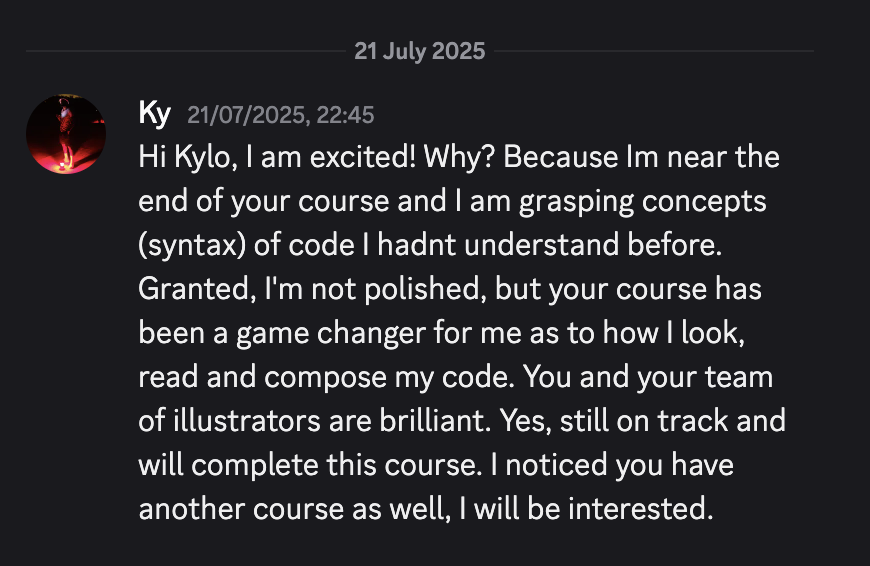 21 July 2025
Ky 21/07/2025, 22:45
Hi Kylo, I am excited! Why? Because Im near the
end of your course and I am grasping concepts
(syntax) of code I hadnt understand before.
Granted, I'm not polished, but your course has
been a game changer for me as to how I look,
read and compose my code. You and your team
of illustrators are brilliant. Yes, still on track and
will complete this course. I noticed you have
another course as well, I will be interested.